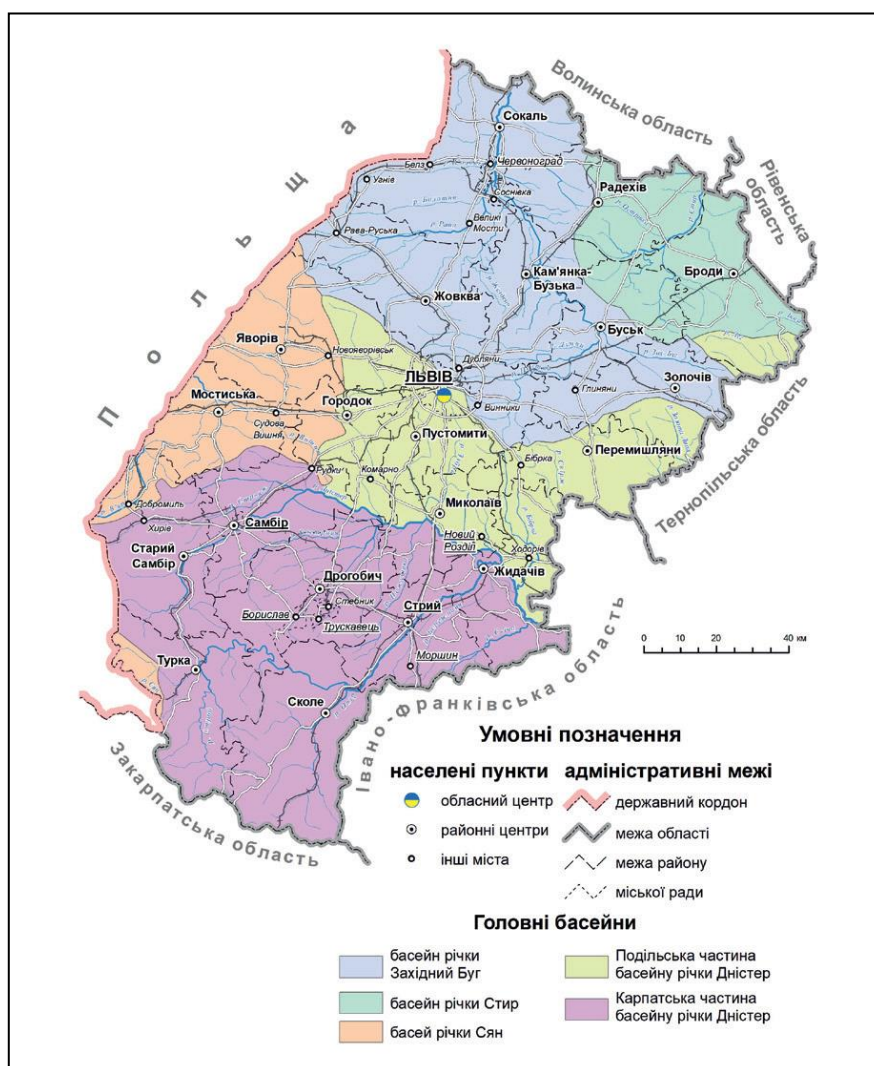 Волинська область
Рівенська
область
Польща
Сокаль
Белз
Червоноград
Угнів
Соснівка
Радехів
Великі
Мости
Рава-Руська
Кам'янка-
Бузька
Броди
Жовква
Буськ
Яворів
Новояворівськ
Дубляни
ЛЬВІВ
Глиняни
Золочів
Мостиська
Городок
Винники
Судова
Вишня
Пустомити
Перемишляни
Бібрка
Рудки
Комарно
Тернопільська область
Добромиль
Миколаїв
Хирів
Самбір
Новий
Розділ
Ходорів
Старий
Самбір
Жидачів
Дрогобич
Стебник
Борислав
Стрий
Трускавець
Моршин
Турка
Сколе
Івано-Франківська область
Закарпатська область
0 10 20 40 км
Умовні позначення
населені пункти
обласний центр
районні центри
інші міста
адміністративні межі
державний кордон
межа області
межа району
міської ради
Головні басейни
басейн річки
Західний Буг
басейн річки Стир
басей річки Сян
Подільська частина
басейну річки Дністер
Карпатська частина
басейну річки Дністер